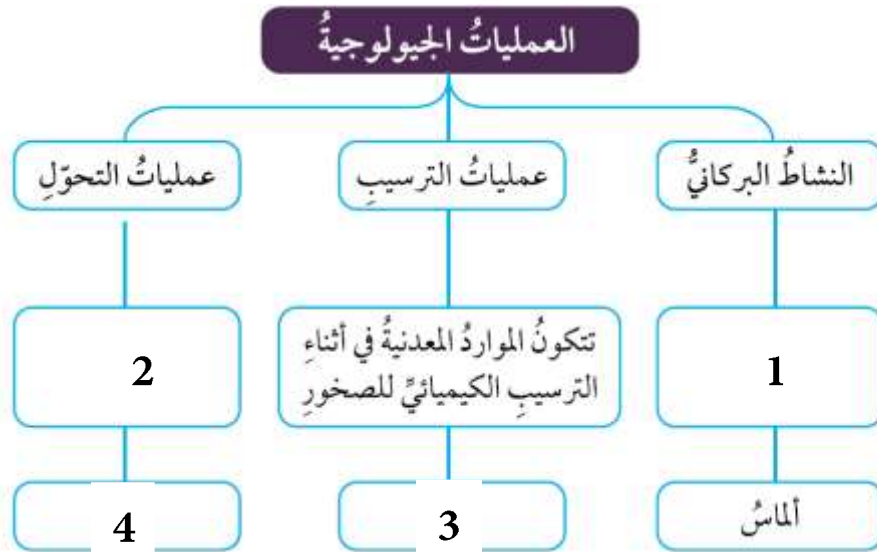 العملياتُ الجيولوجيةُ
النشاطُ البركانيُّ
عملياتُ الترسيبِ
عملياتُ التحوّلِ
1
تتكونُ المواردُ المعدنيةُ في أثناءِ
الترسيبِ الكيميائيِّ للصخورِ
2
ألماسُ
3
4